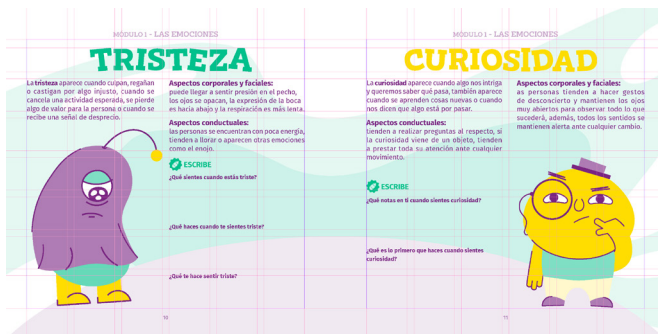 MÓDULO 1 - LAS EMOCIONES
TRISTEZA
La tristeza aparece cuando culpan, regañan
o castigan por algo injusto, cuando se
cancela una actividad esperada, se pierde
algo de valor para la persona o cuando se
recibe una señal de desprecio.
Aspectos corporales y faciales:
puede llegar a sentir presión en el pecho,
los ojos se opacan, la expresión de la boca
es hacia abajo y la respiración es más lenta.
Aspectos conductuales:
las personas se encuentran con poca energía,
tienden a llorar o aparecen otras emociones
como el enojo.
ESCRIBE
¿Qué sientes cuando estás triste?
¿Qué haces cuando te sientes triste?
¿Qué te hace sentir triste?
10
MÓDULO 1 - LAS EMOCIONES
CURIOSIDAD
La curiosidad aparece cuando algo nos intriga
y queremos saber qué pasa, también aparece
cuando se aprenden cosas nuevas o cuando
nos dicen que algo está por pasar.
Aspectos conductuales:
tienden a realizar preguntas al respecto, si
la curiosidad viene de un objeto, tienden
a prestar toda su atención ante cualquier
movimiento.
Aspectos corporales y faciales:
as personas tienden a hacer gestos
de desconcierto y mantienen los ojos
muy abiertos para observar todo lo que
sucederá, además, todos los sentidos se
mantienen alerta ante cualquier cambio.
ESCRIBE
¿Qué notas en ti cuando sientes curiosidad?
¿Qué es lo primero que haces cuando sientes
curiosidad?
11